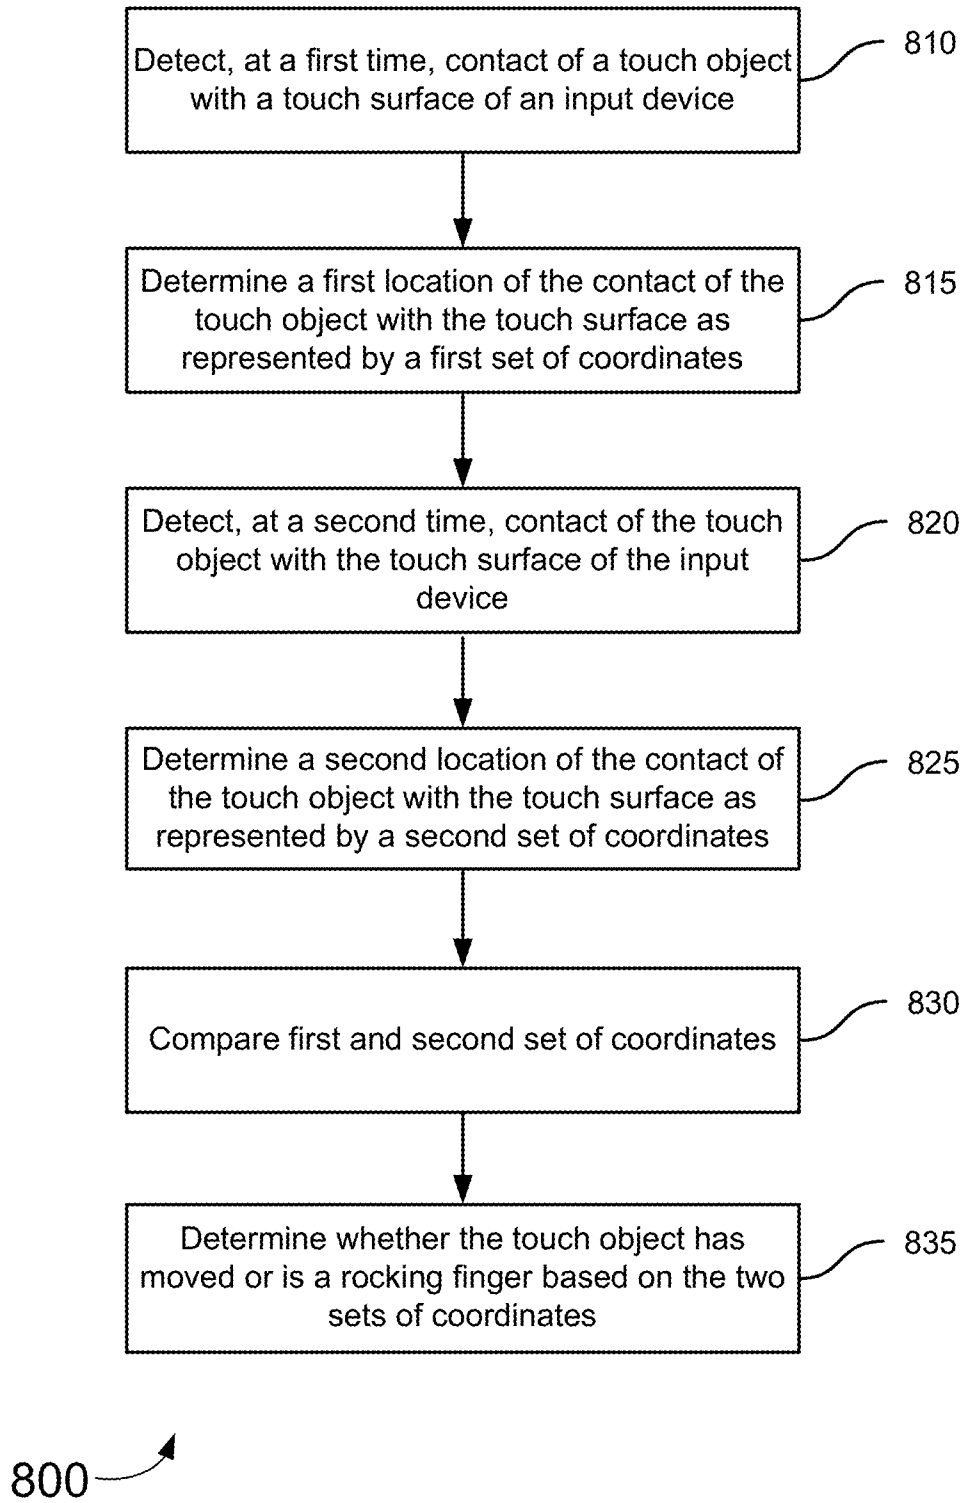 Detect, at a first time, contact of a touch object
with a touch surface of an input device
810
Determine a first location of the contact of the
touch object with the touch surface as
represented by a first set of coordinates
815
Detect, at a second time, contact of the touch
object with the touch surface of the input
device
820
Determine a second location of the contact of
the touch object with the touch surface as
represented by a second set of coordinates
825
Compare first and second set of coordinates
830
Determine whether the touch object has
moved or is a rocking finger based on the two
sets of coordinates
835
800